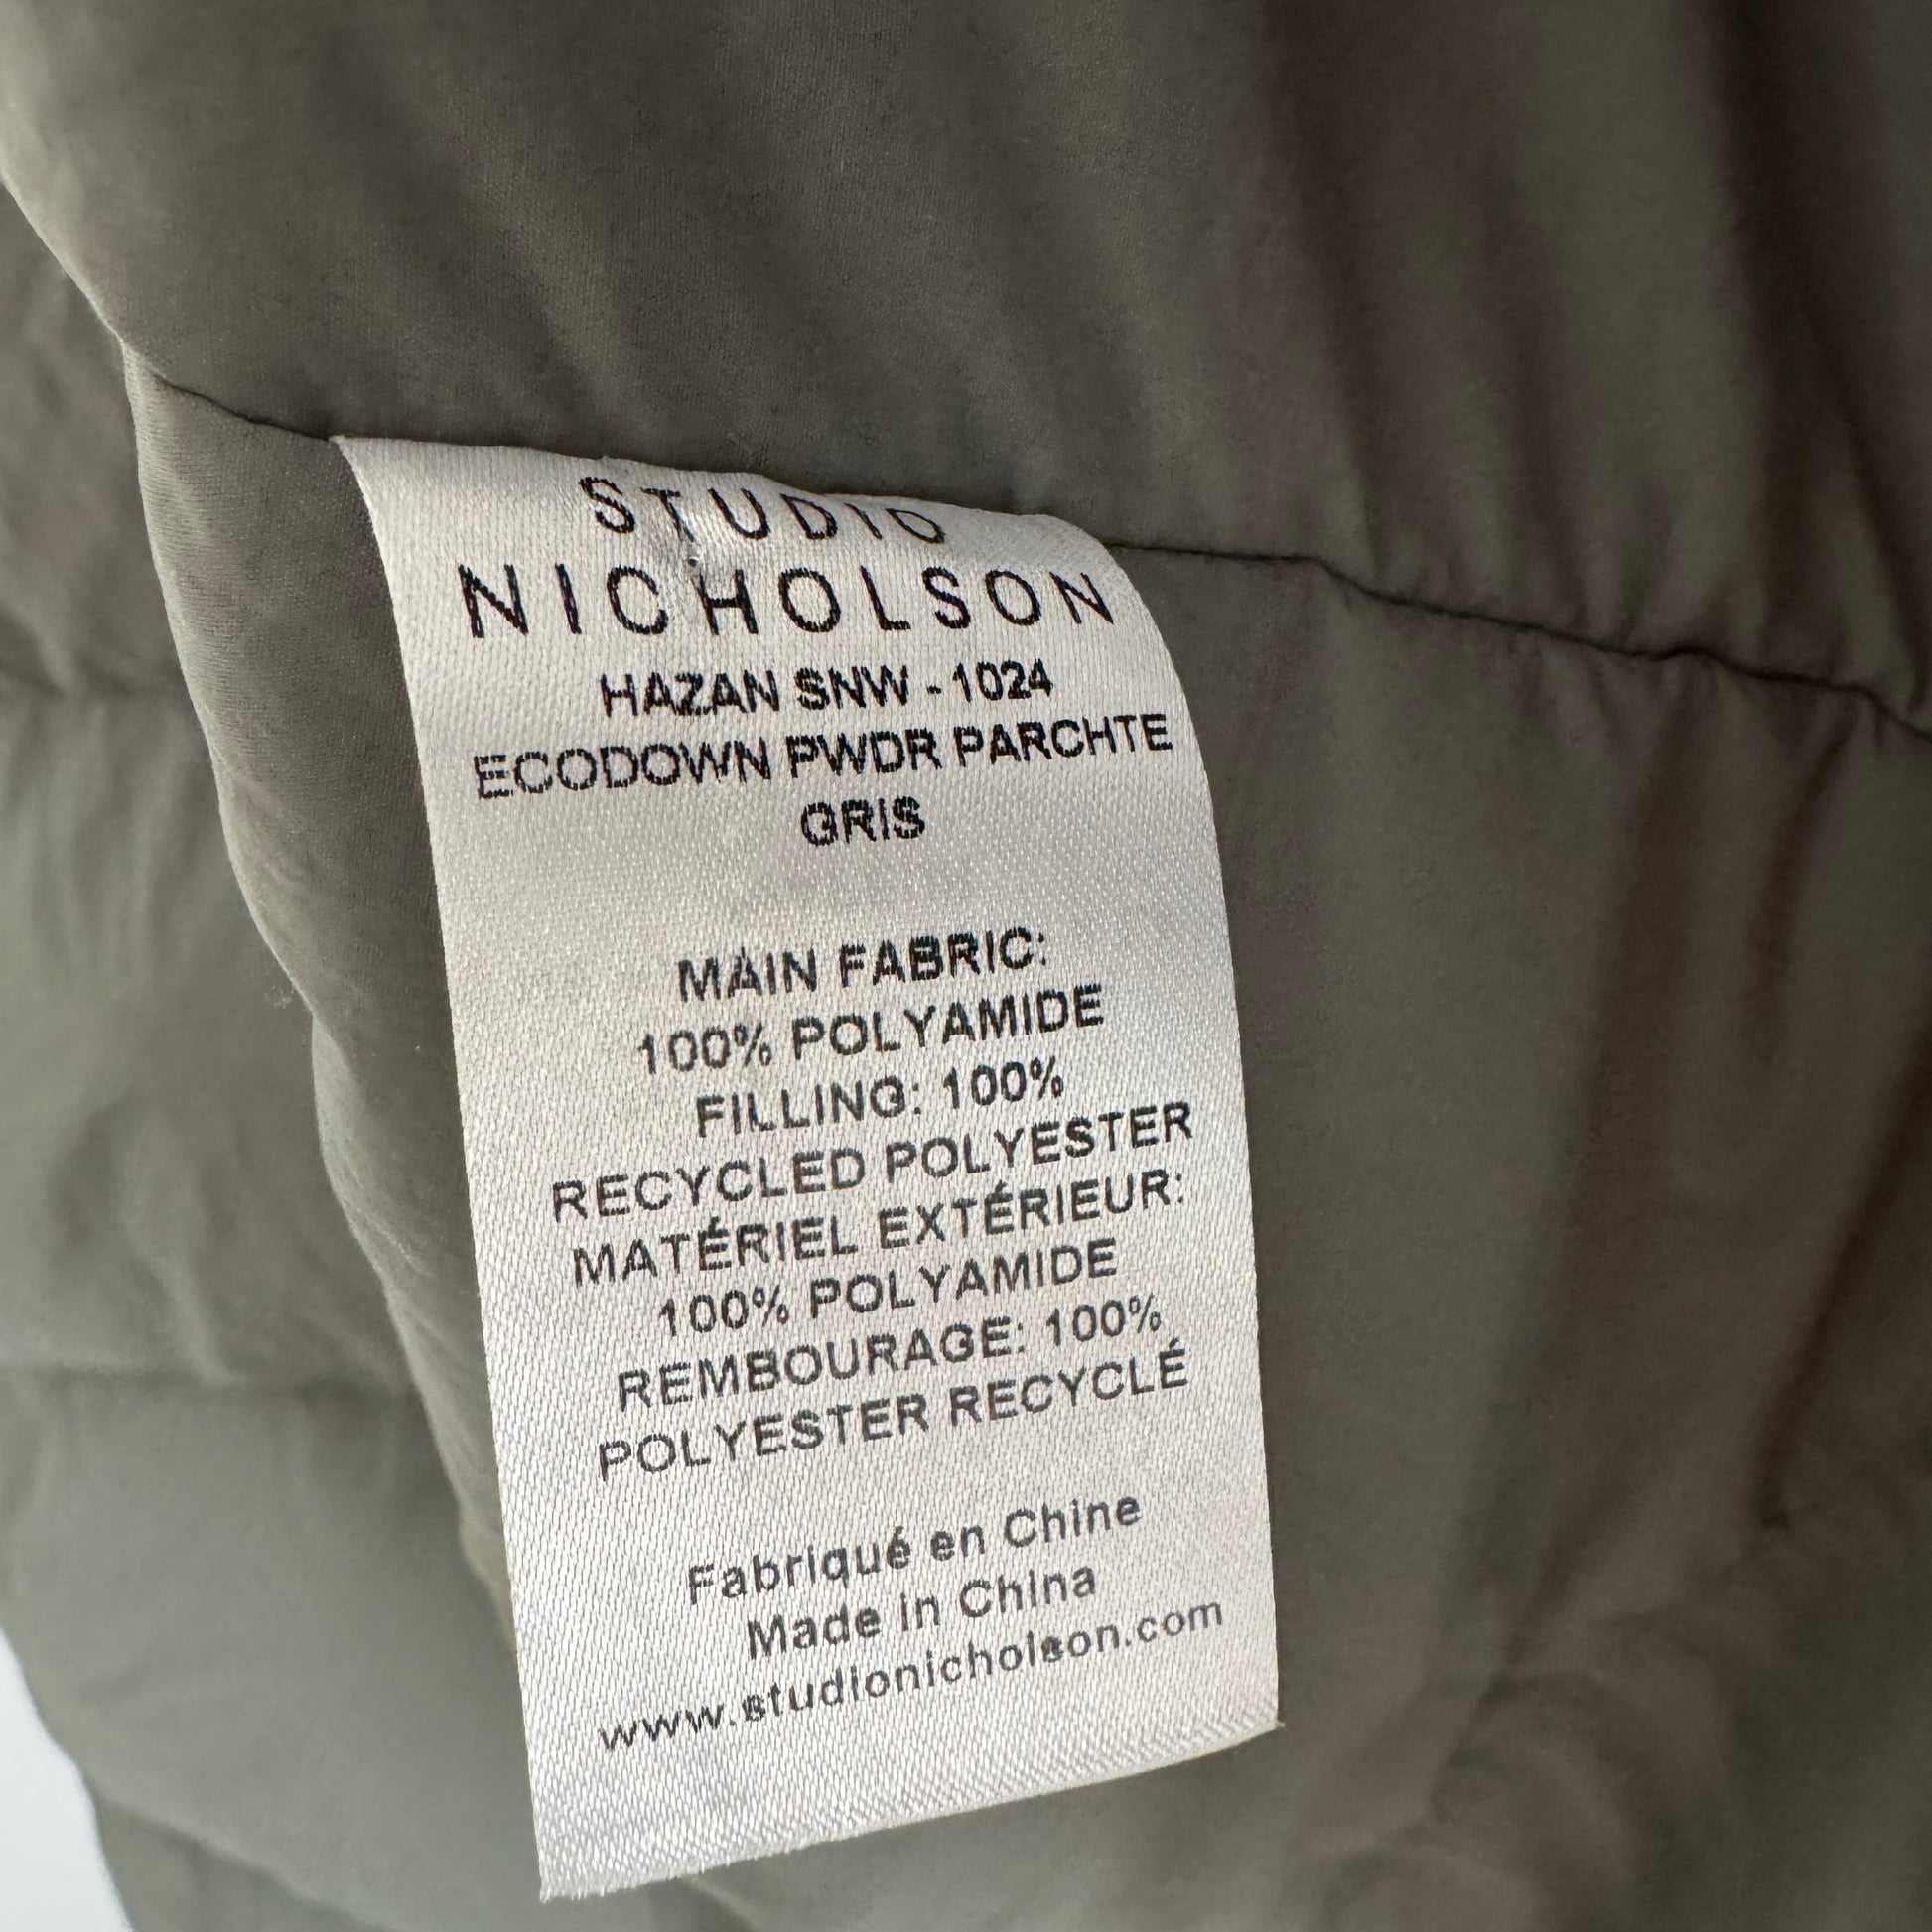 STUDIO
NICHOLSON
HAZAN SNW - 1024
ECODOWN PWDR PARCHTE
GRIS
MAIN FABRIC:
100% POLYAMIDE
FILLING: 100%
RECYCLED POLYESTER
MATÉRIEL EXTÉRIEUR:
100% POLYAMIDE
REMBOURAGE: 100%
POLYESTER RECYCLÉ
Fabriqué en Chine
Made in China
www.studionicholson.com